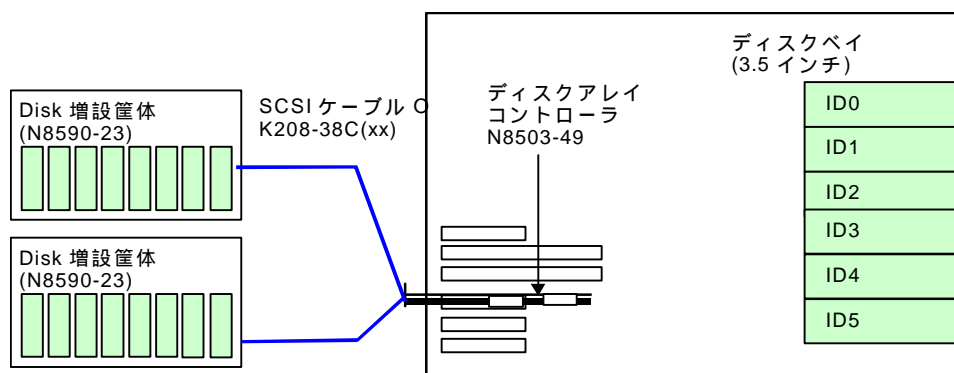 Disk 増設筐体
(N8590-23)
Disk 増設筐体
(N8590-23)
SCSI ケーブル O
K208-38C(xx)
ディスクアレイ
コントローラ
N8503-49
ディスクベイ
(3.5 インチ)
ID0
ID1
ID2
ID3
ID4
ID5